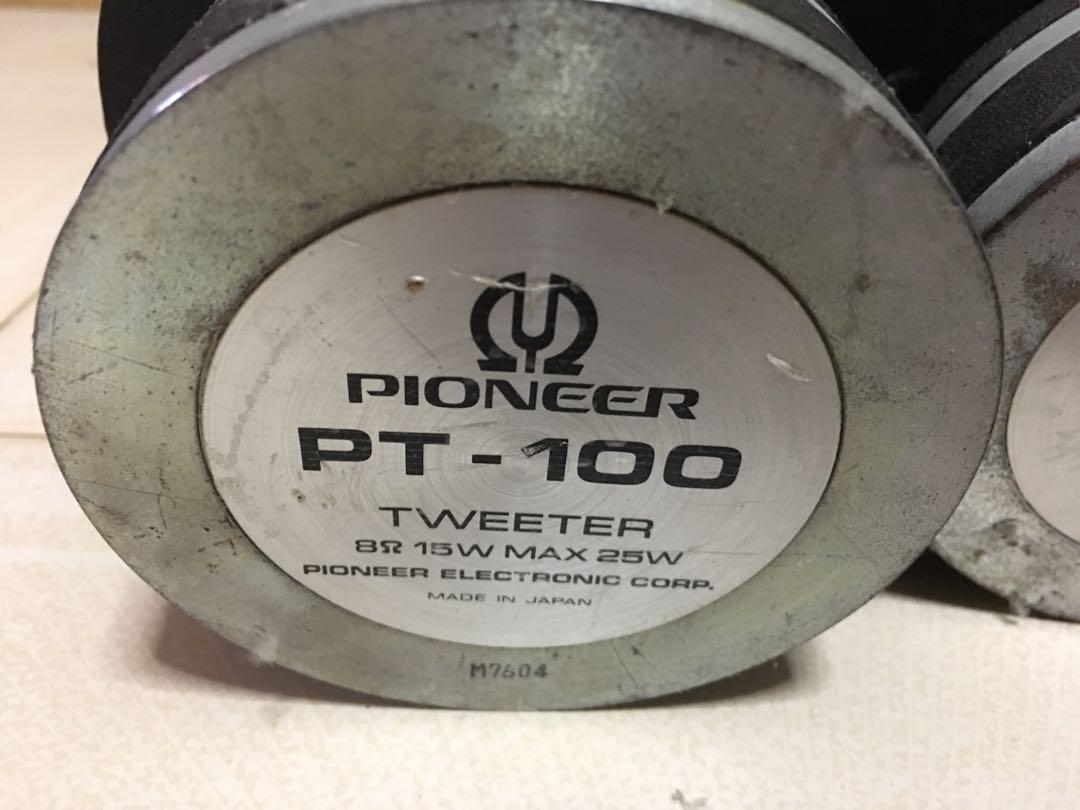 PIONEER
PT-100
TWEETER
8Ω 15W MAX 25W
PIONEER ELECTRONIC CORP.
MADE IN JAPAN
M7604